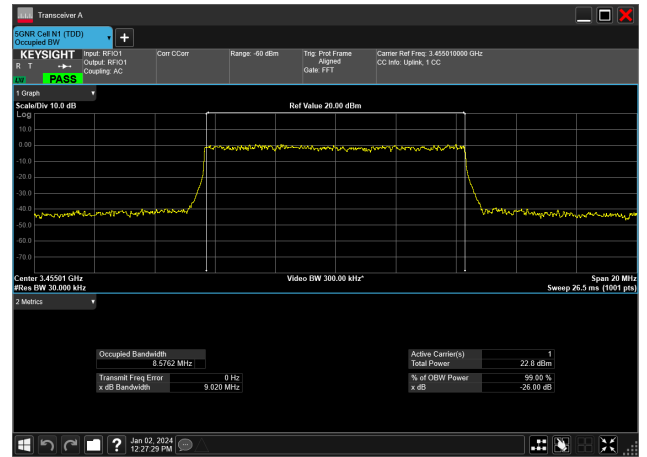 Transceiver A
5GNR Cell N1 (TDD)
Occupied BW
KEYSIGHT Input: RFIO1 Corr CCorr Range: -60 dBm Trig: Prot Frame Carrier Ref Freq: 3.455010000 GHz
R T Output: RFIO1 Aligned CC Info: Uplink, 1 CC
Coupling: AC Gate: FFT
LXI PASS
1 Graph
Scale/Div 10.0 dB Ref Value 20.00 dBm
Log
10.0
0.00
-10.0
-20.0
-30.0
-40.0
-50.0
-60.0
-70.0
Center 3.45501 GHz Video BW 300.00 kHz* Span 20 MHz
#Res BW 30.000 kHz Sweep 26.5 ms (1001 pts)
2 Metrics
Occupied Bandwidth Active Carrier(s) 1
8.5762 MHz Total Power 22.8 dBm
Transmit Freq Error 0 Hz % of OBW Power 99.00 %
x dB Bandwidth 9.020 MHz x dB -26.00 dB
Jan 02, 2024
12:27:29 PM